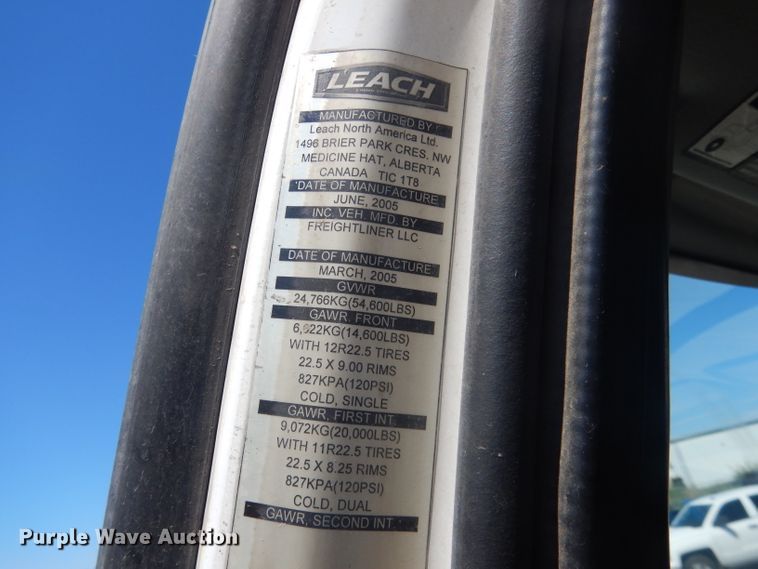 LEACH
MANUFACTURED BY
Leach North America Ltd.
1496 BRIER PARK CRES. NW
MEDICINE HAT, ALBERTA
CANADA TIC 1T8
DATE OF MANUFACTURE
JUNE, 2005
INC. VEH. MFD. BY
FREIGHTLINER LLC
DATE OF MANUFACTURE
MARCH, 2005
GVWR
24,766KG(54,600LBS)
GAWR. FRONT
6,622KG(14,600LBS)
WITH 12R22.5 TIRES
22.5 X 9.00 RIMS
827KPA(120PSI)
COLD, SINGLE
GAWR. FIRST INT.
9,072KG(20,000LBS)
WITH 11R22.5 TIRES
22.5 X 8.25 RIMS
827KPA(120PSI)
COLD, DUAL
GAWR. SECOND INT.
Purple Wave Auction